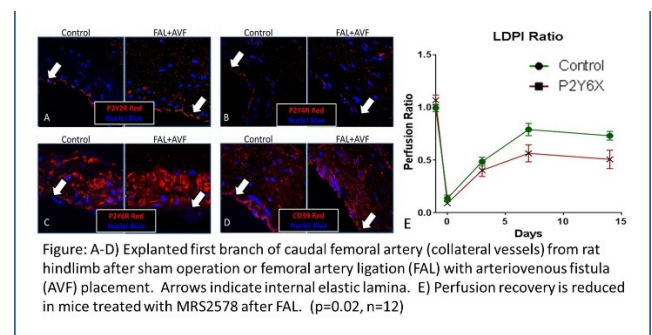 Control FAL+AVF Control FAL+AVF
P2Y2R Red
Nuclei Blue
A
P2Y4R Red
Nuclei Blue
B
Control FAL+AVF Control FAL+AVF
P2Y6R Red
Nuclei Blue
C
CD39 Red
Nuclei Blue
D
LDPI Ratio
Control
P2Y6X
Perfusion Ratio
1.5
1.0
0.5
0.0
0 5 10 15
Days
E
Figure: A-D) Explanted first branch of caudal femoral artery (collateral vessels) from rat
hindlimb after sham operation or femoral artery ligation (FAL) with arteriovenous fistula
(AVF) placement. Arrows indicate internal elastic lamina. E) Perfusion recovery is reduced
in mice treated with MRS2578 after FAL. (p=0.02, n=12)